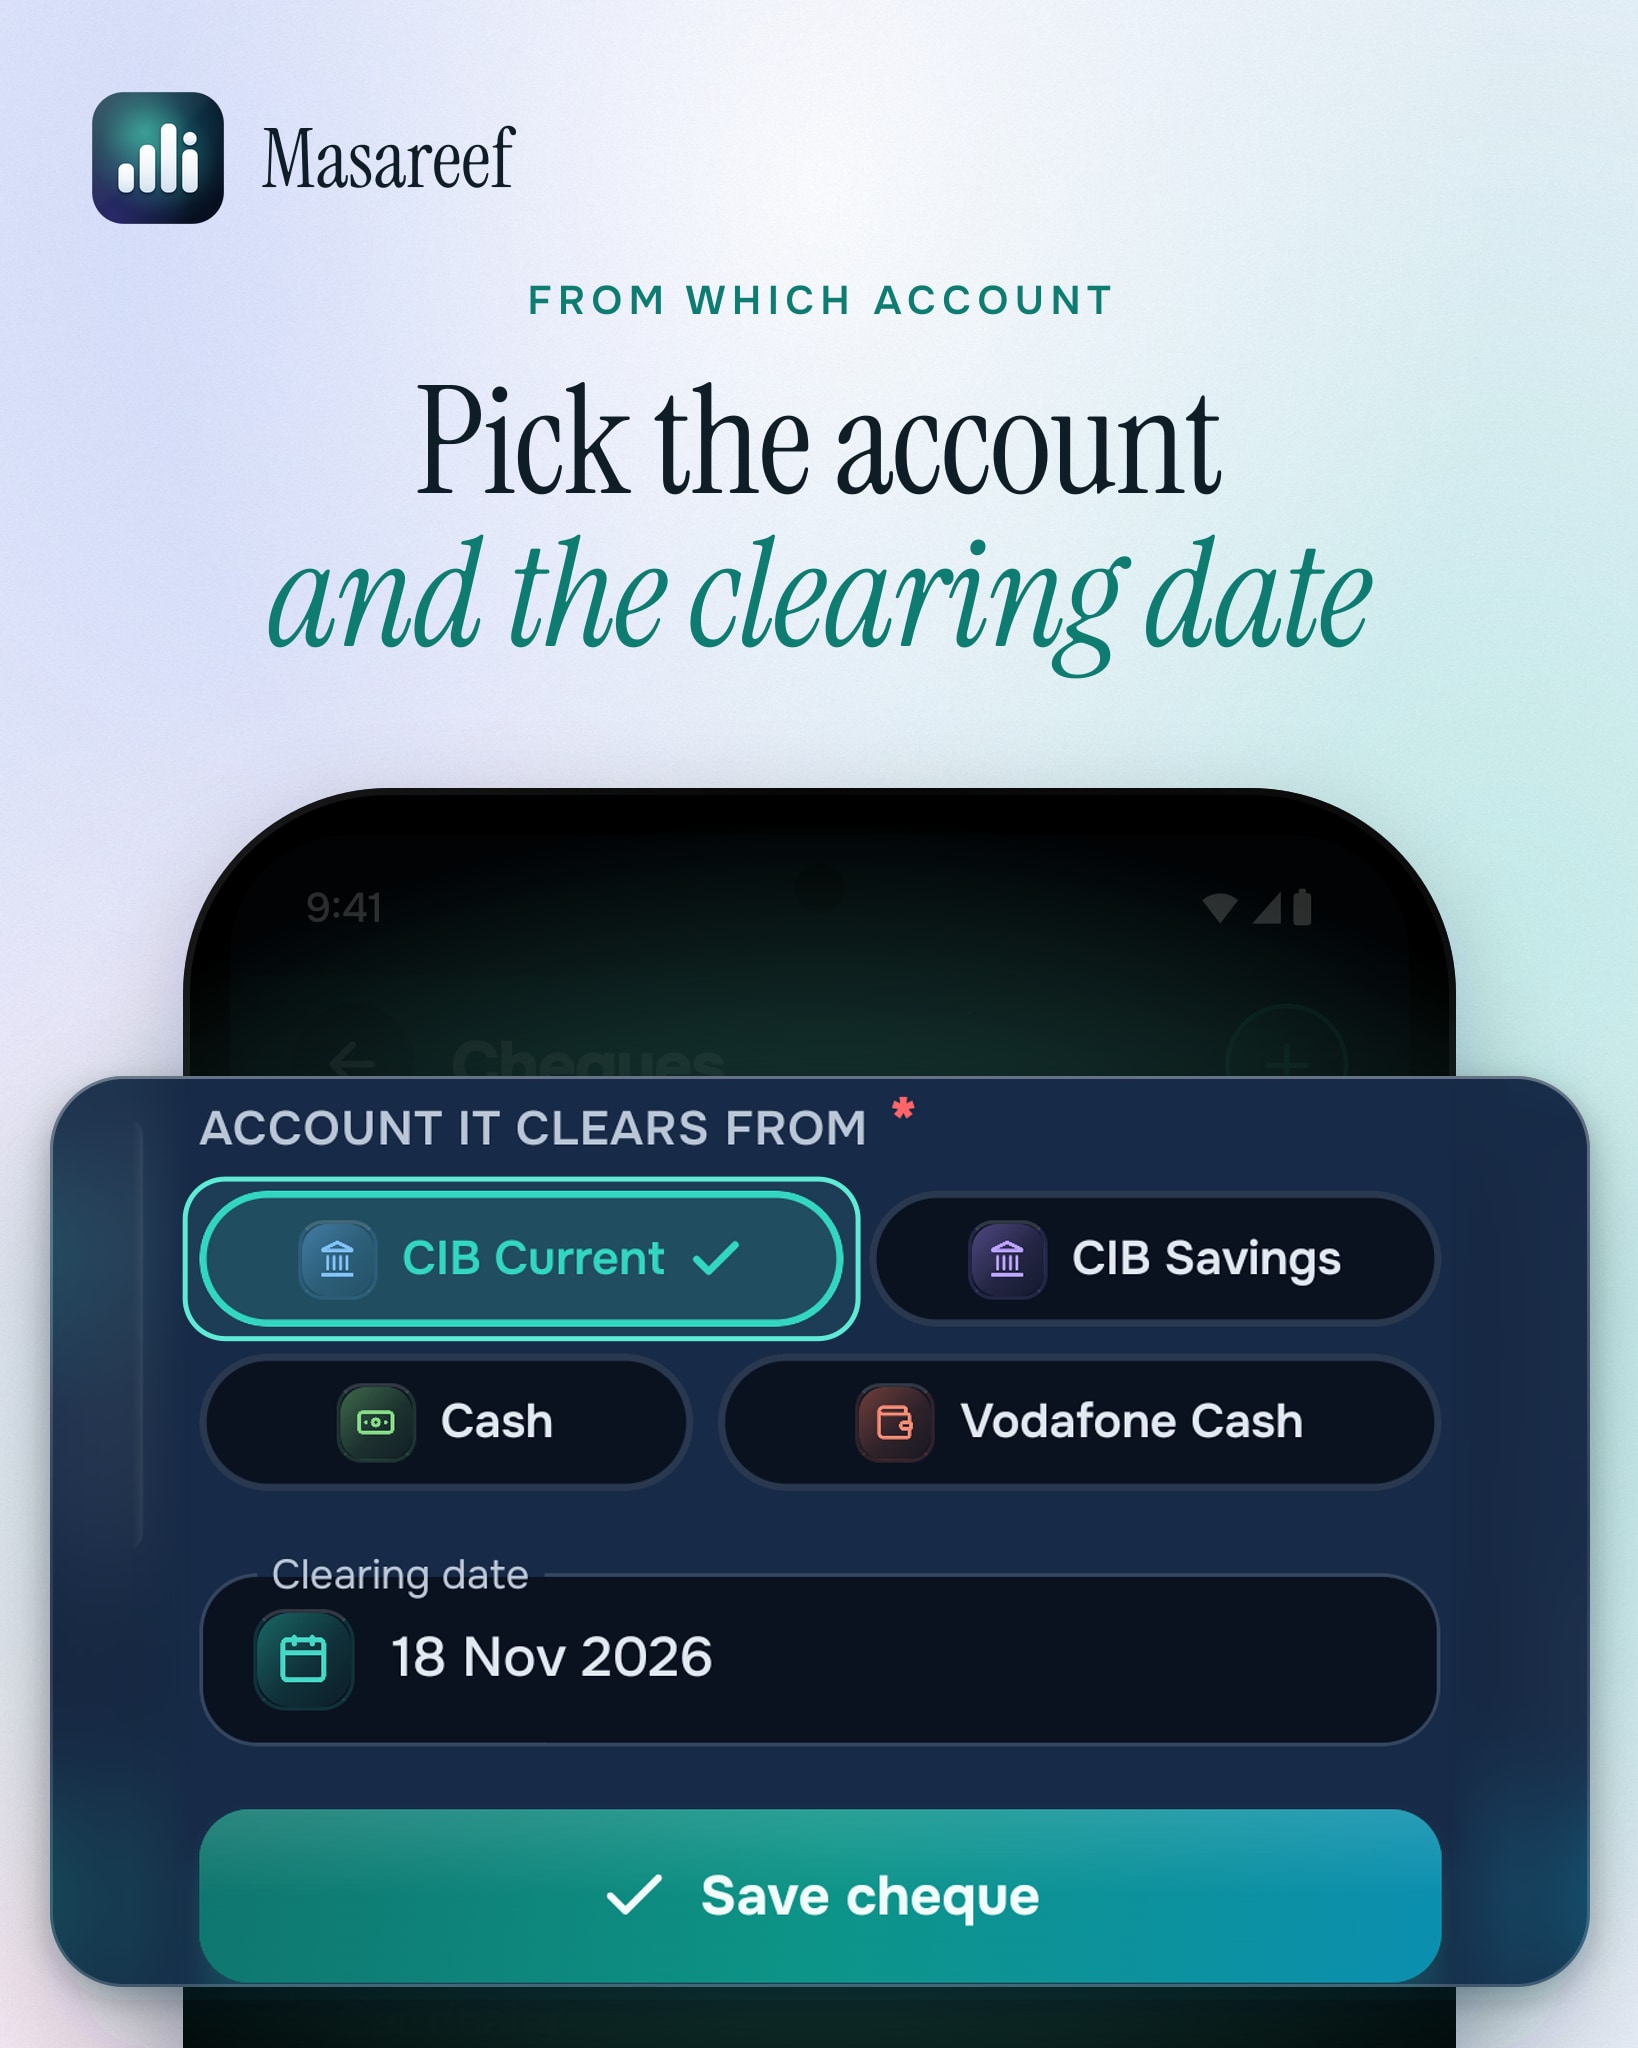 Masareef
FROM WHICH ACCOUNT
Pick the account
and the clearing date
9:41
Cheques
ACCOUNT IT CLEARS FROM *
CIB Current
CIB Savings
Cash
Vodafone Cash
Clearing date
18 Nov 2026
Save cheque